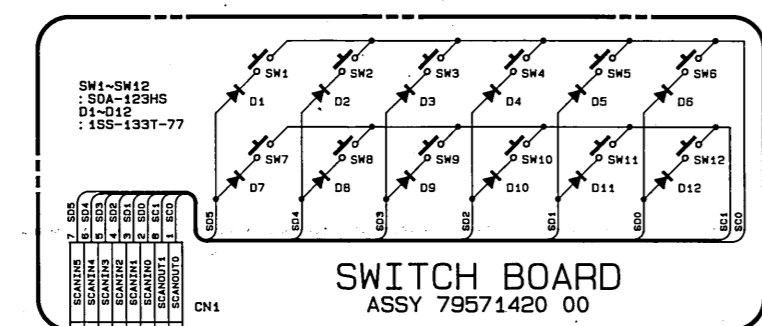 SW1 SW2 SW3 SW4 SW5 SW6
D1 D2 D3 D4 D5 D6
SW1~SW12
: SOA-123HS
D1~D12
: 1SS-133T-77
SW7 SW8 SW9 SW10 SW11 SW12
D7 D8 D9 D10 D11 D12
SD5 SD4 SD3 SD2 SD1 SD0 SC1 SC0
7 SD5
6 SD4
5 SD3
4 SD2
3 SD1
2 SD0
8 SC1
1 SC0
SCANIN5
SCANIN4
SCANIN3
SCANIN2
SCANIN1
SCANIN0
SCANOUT1
SCANOUT0
CN1
SWITCH BOARD
ASSY 79571420 00